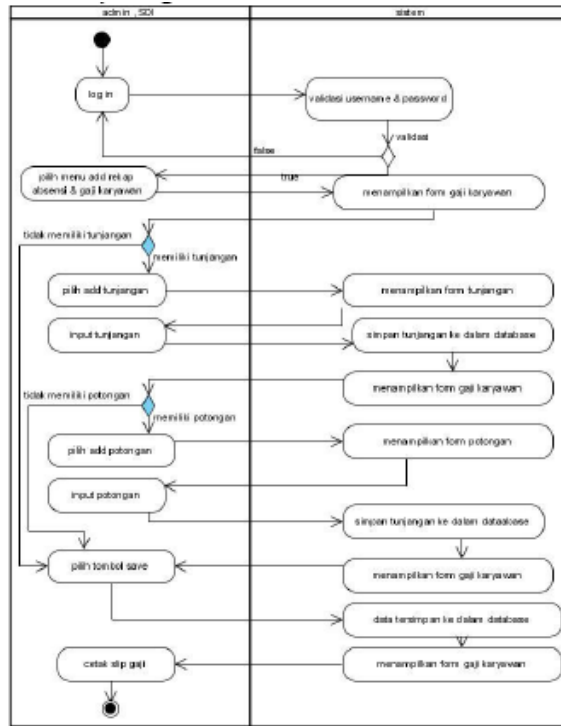 admin , SDI
sistem
log in
validasi username & password
validasi
false
true
pilih menu add rekap
absensi & gaji karyawan
menampilkan form gaji karyawan
tidak memiliki tunjangan
memiliki tunjangan
pilih add tunjangan
menampilkan form tunjangan
input tunjangan
simpan tunjangan ke dalam database
menampilkan form gaji karyawan
tidak memiliki potongan
memiliki potongan
menampilkan form potongan
pilih add potongan
input potongan
simpan tunjangan ke dalam dataabase
pilih tombol save
menampilkan form gaji karyawan
data tersimpan ke dalam database
cetak slip gaji
menampilkan form gaji karyawan